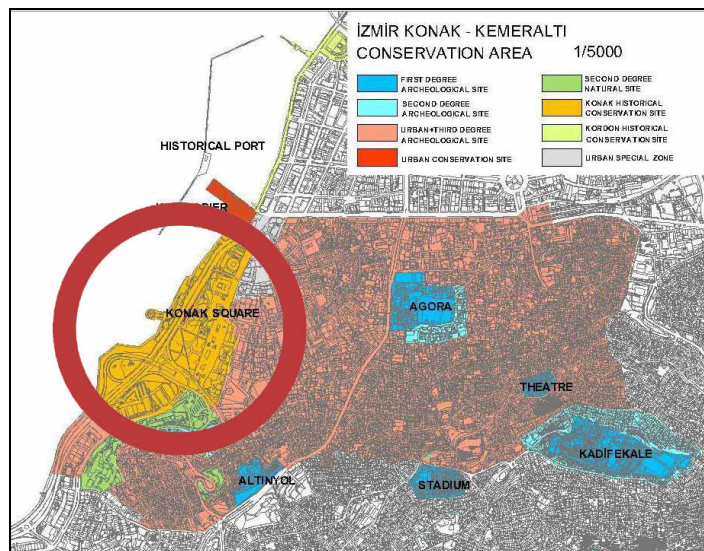 İZMİR KONAK - KEMERALTI
CONSERVATION AREA 1/5000
FIRST DEGREE
ARCHEOLOGICAL SITE
SECOND DEGREE
ARCHEOLOGICAL SITE
URBAN+THIRD DEGREE
ARCHEOLOGICAL SITE
URBAN CONSERVATION SITE
SECOND DEGREE
NATURAL SITE
KONAK HISTORICAL
CONSERVATION SITE
KORDON HISTORICAL
CONSERVATION SITE
URBAN SPECIAL ZONE
HISTORICAL PORT
PIER
KONAK SQUARE
AGORA
THEATRE
KADİFEKALE
ALTINYOL
STADIUM